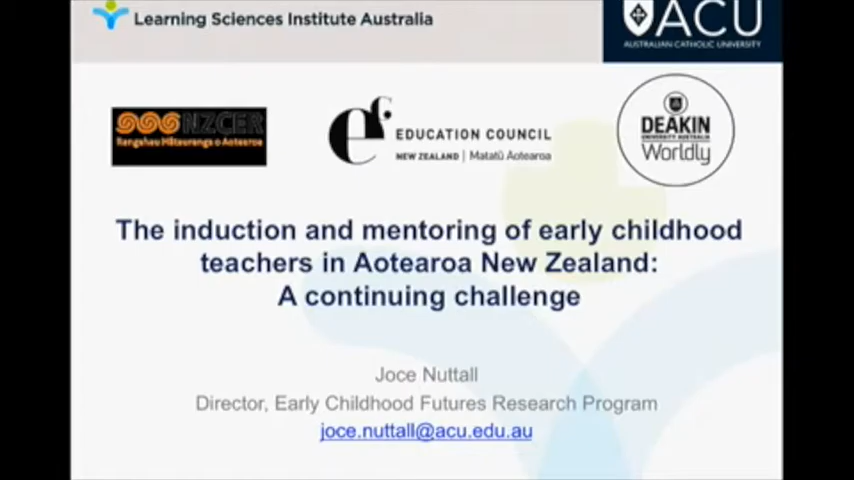 Learning Sciences Institute Australia
ACU
AUSTRALIAN CATHOLIC UNIVERSITY
NZCER
Rangahau Mātauranga o Aotearoa
EDUCATION COUNCIL
NEW ZEALAND | Matatū Aotearoa
DEAKIN
UNIVERSITY AUSTRALIA
Worldly
The induction and mentoring of early childhood
teachers in Aotearoa New Zealand:
A continuing challenge
Joce Nuttall
Director, Early Childhood Futures Research Program
joce.nuttall@acu.edu.au